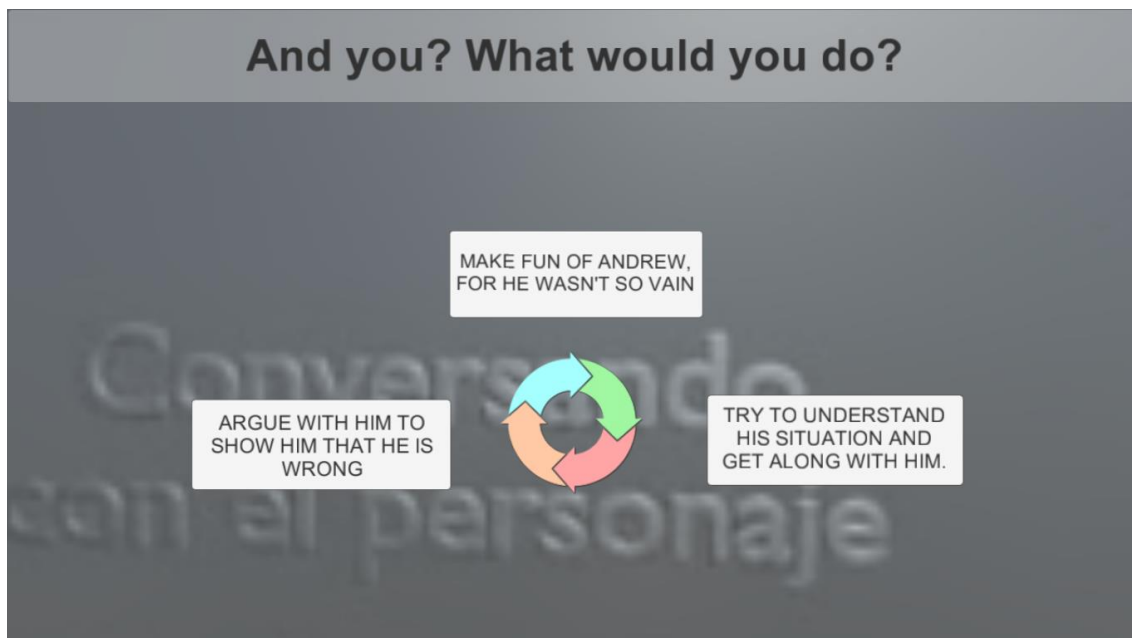 And you? What would you do?
MAKE FUN OF ANDREW,
FOR HE WASN'T SO VAIN
ARGUE WITH HIM TO
SHOW HIM THAT HE IS
WRONG
TRY TO UNDERSTAND
HIS SITUATION AND
GET ALONG WITH HIM.
Conversando
con el personaje